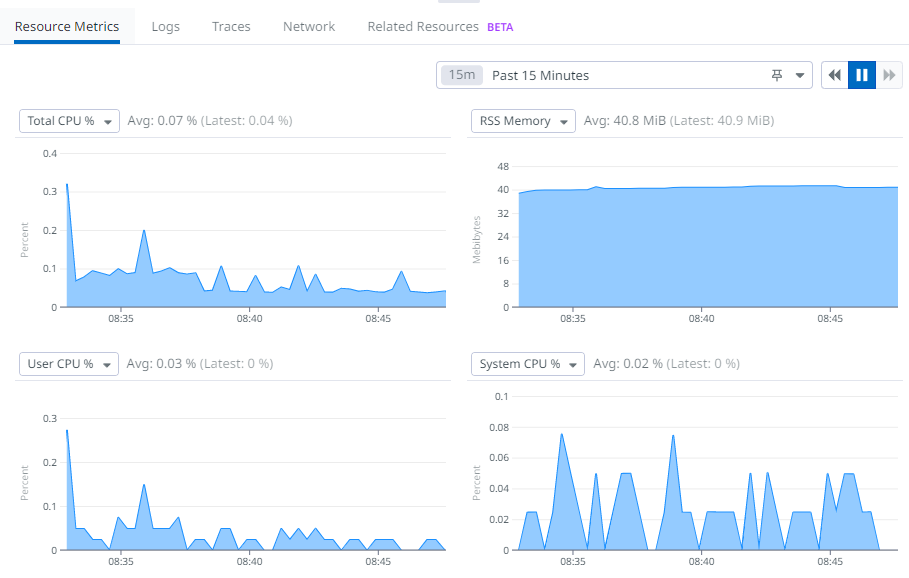 Resource Metrics Logs Traces Network Related Resources BETA
15m Past 15 Minutes
Total CPU % Avg: 0.07 % (Latest: 0.04 %)
0.4
0.3
0.2
0.1
0
Percent
08:35 08:40 08:45
RSS Memory Avg: 40.8 MiB (Latest: 40.9 MiB)
48
40
32
24
16
8
0
Mebibytes
08:35 08:40 08:45
User CPU % Avg: 0.03 % (Latest: 0 %)
0.3
0.2
0.1
0
Percent
08:35 08:40 08:45
System CPU % Avg: 0.02 % (Latest: 0 %)
0.1
0.08
0.06
0.04
0.02
0
Percent
08:35 08:40 08:45